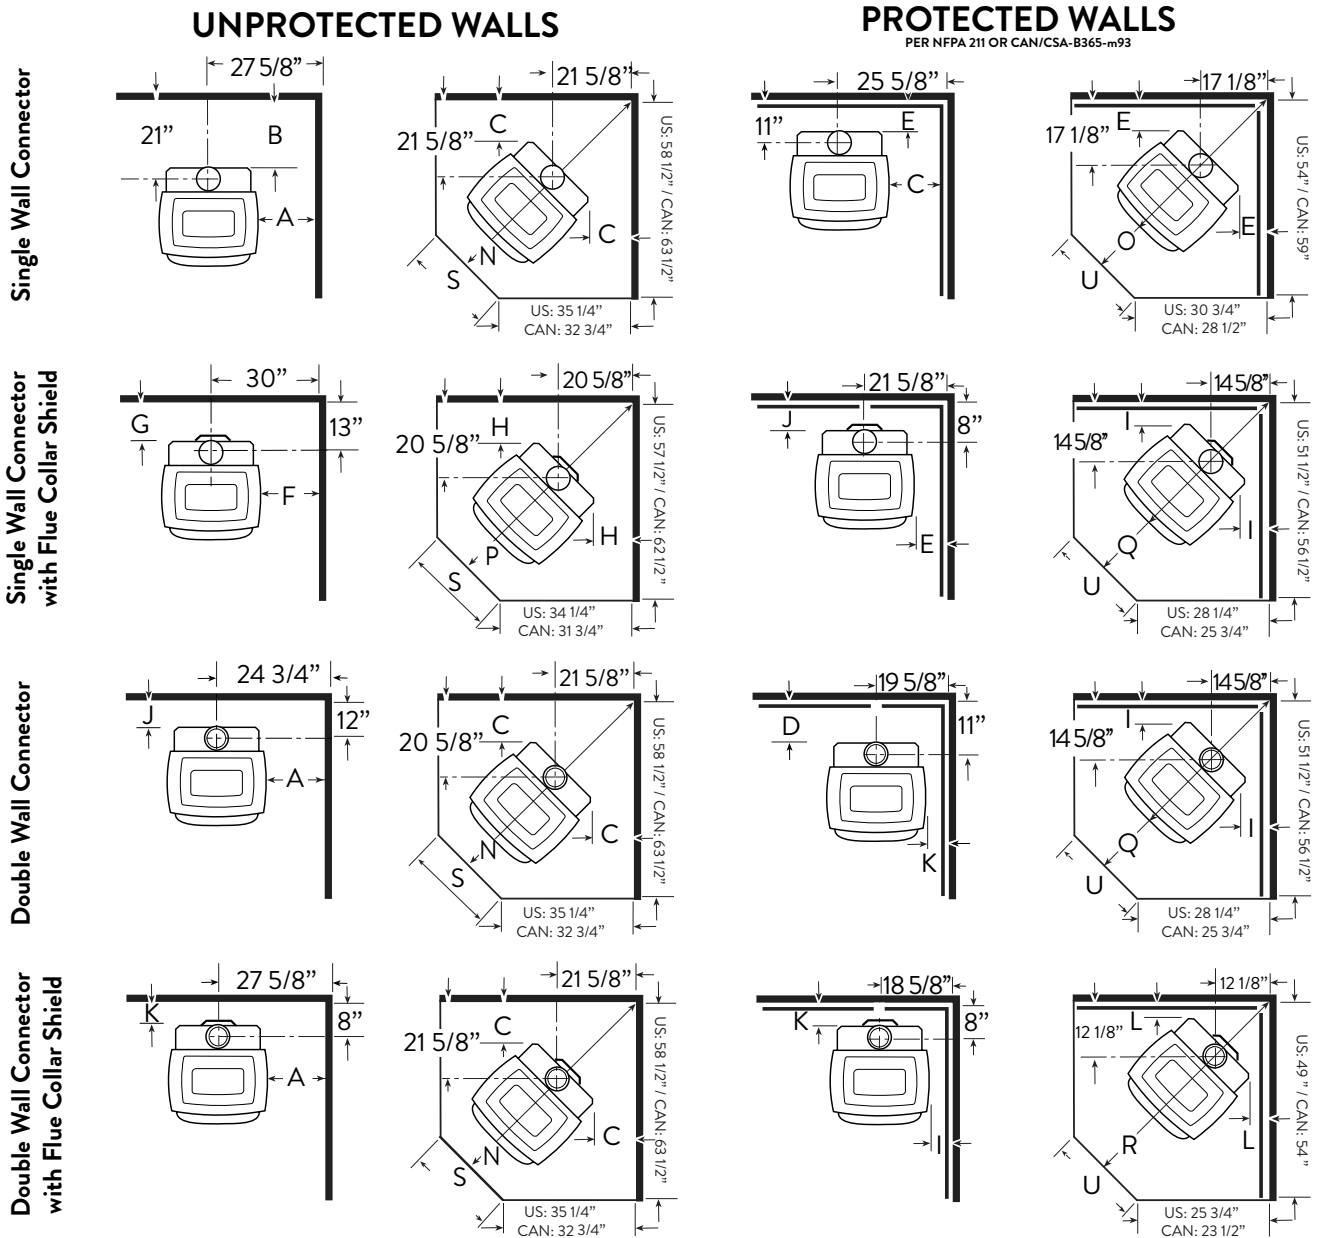 UNPROTECTED WALLS
PROTECTED WALLS
PER NFPA 211 OR CAN/CSA-B365-m93
Single Wall Connector
27 5/8”
21”
B
A
21 5/8”
21 5/8”
C
C
N
S
US: 58 1/2” / CAN: 63 1/2”
US: 35 1/4”
CAN: 32 3/4”
25 5/8”
11”
E
C
17 1/8”
17 1/8”
E
E
O
U
US: 54” / CAN: 59”
US: 30 3/4”
CAN: 28 1/2”
Single Wall Connector
with Flue Collar Shield
30”
G
13”
F
20 5/8”
20 5/8”
H
H
P
S
US: 57 1/2” / CAN: 62 1/2”
US: 34 1/4”
CAN: 31 3/4”
21 5/8”
J
8”
E
14 5/8”
14 5/8”
I
I
Q
U
US: 51 1/2” / CAN: 56 1/2”
US: 28 1/4”
CAN: 25 3/4”
Double Wall Connector
24 3/4”
J
12”
A
21 5/8”
20 5/8”
C
C
N
S
US: 58 1/2” / CAN: 63 1/2”
US: 35 1/4”
CAN: 32 3/4”
19 5/8”
D
11”
K
14 5/8”
14 5/8”
I
I
Q
U
US: 51 1/2” / CAN: 56 1/2”
US: 28 1/4”
CAN: 25 3/4”
Double Wall Connector
with Flue Collar Shield
27 5/8”
K
8”
A
21 5/8”
21 5/8”
C
C
N
S
US: 58 1/2” / CAN: 63 1/2”
US: 35 1/4”
CAN: 32 3/4”
18 5/8”
K
8”
I
12 1/8”
12 1/8”
L
L
R
U
US: 49 ” / CAN: 54 ”
US: 25 3/4”
CAN: 23 1/2”